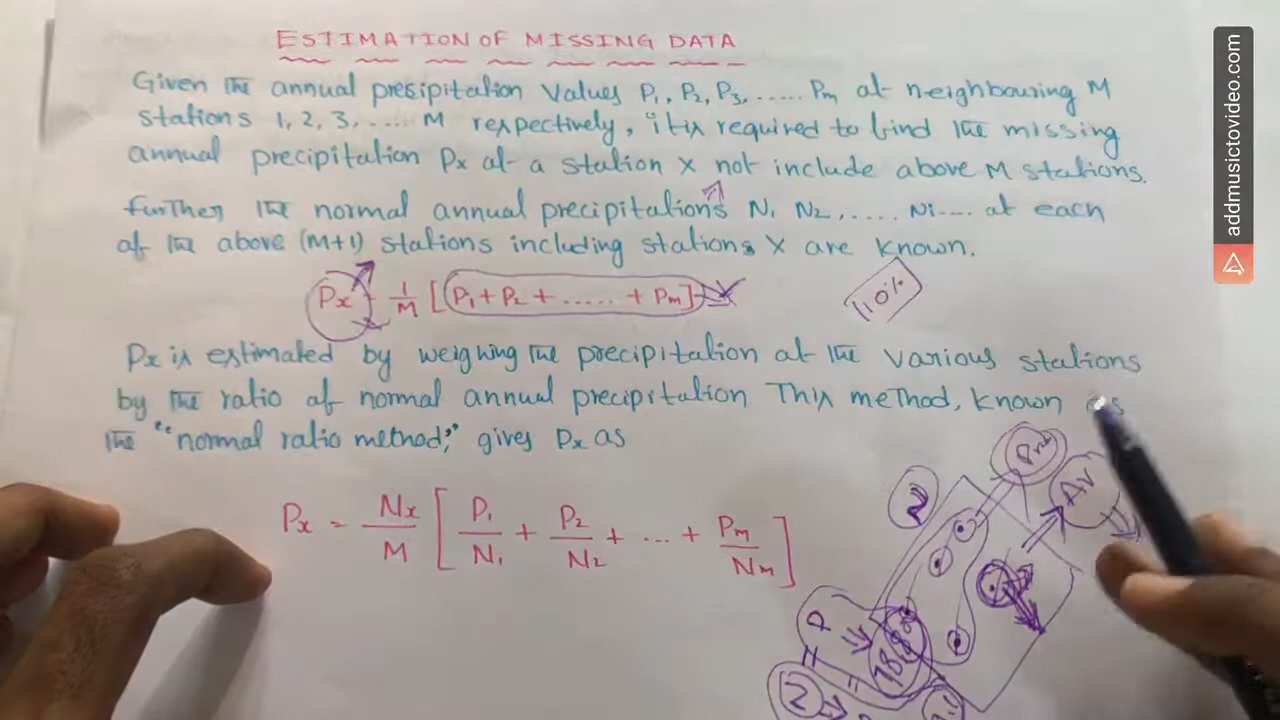 ESTIMATION OF MISSING DATA
Given the annual precipitation values P1, P2, P3, ...... Pm at neighbouring M
stations 1, 2, 3, ..... M respectively, it is required to find the missing
annual precipitation Px at a station X not include above M stations.
further the normal annual precipitations N1 N2, ..... Ni.... at each
of the above (M+1) stations including stations X are known.
Px = 1/M [P1 + P2 + ...... + Pm]
110%
Px is estimated by weighing the precipitation at the various stations
by the ratio of normal annual precipitation This method, known as
the "normal ratio method," gives Px as
Px = Nx/M [P1/N1 + P2/N2 + ... + Pm/Nm]
P
addmusictovideo.com